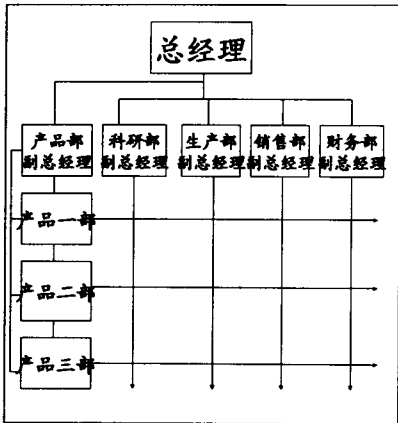 总经理
产品部
副总经理
科研部
副总经理
生产部
副总经理
销售部
副总经理
财务部
副总经理
产品一部
产品二部
产品三部